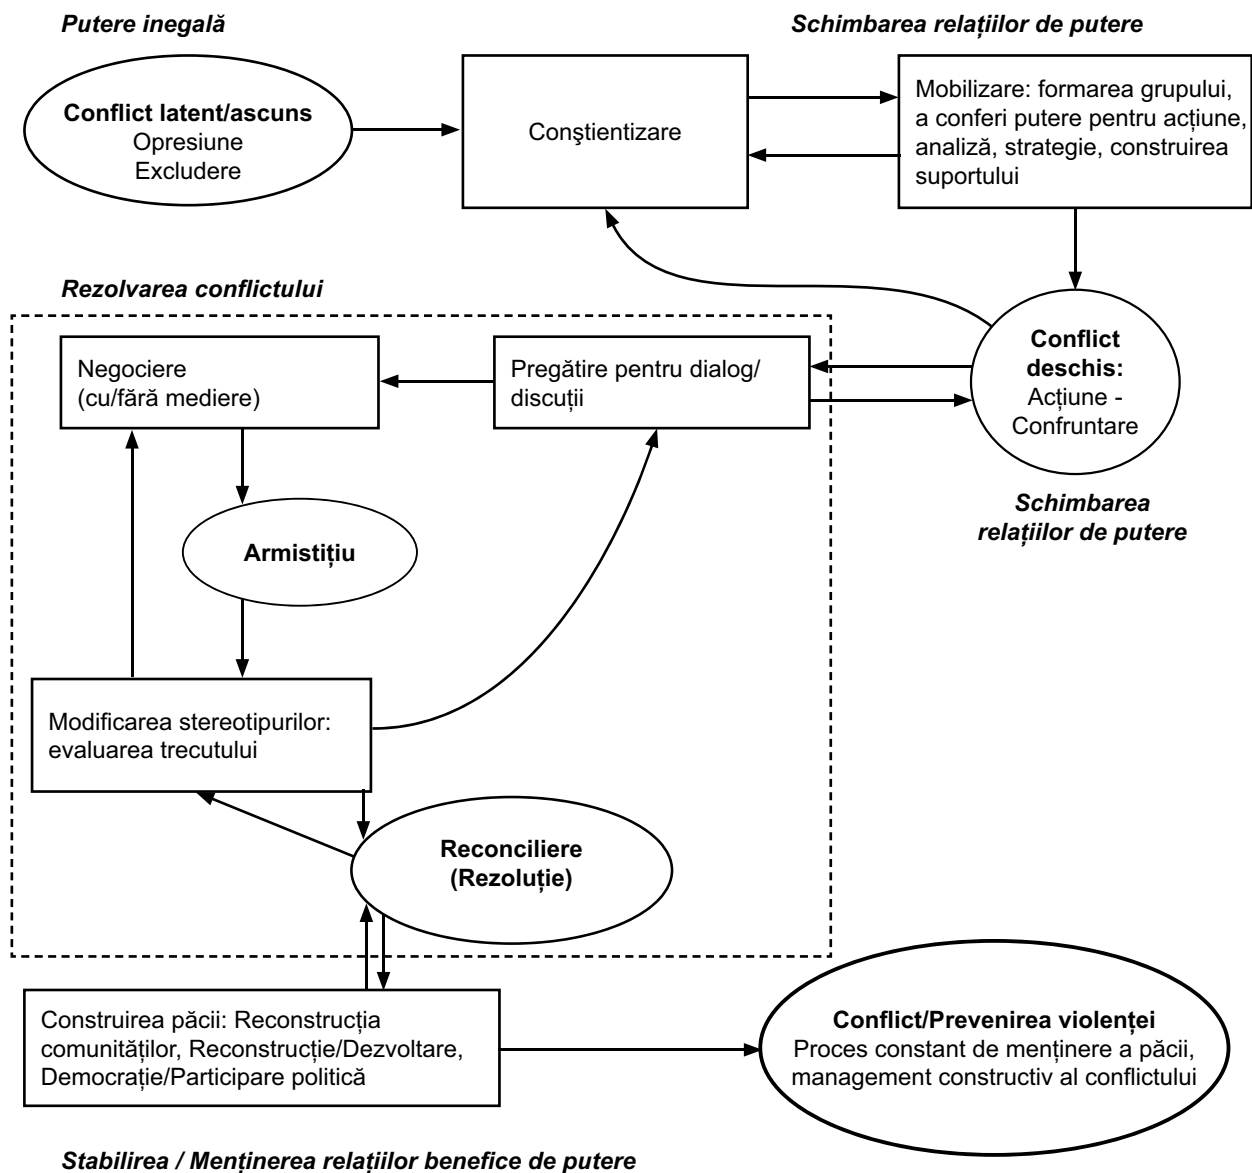 Putere inegală
Schimbarea relațiilor de putere
Conflict latent/ascuns
Opresiune
Excludere
Conştientizare
Mobilizare: formarea grupului,
a conferi putere pentru acțiune,
analiză, strategie, construirea
suportului
Rezolvarea conflictului
Negociere
(cu/fără mediere)
Pregătire pentru dialog/
discuții
Conflict
deschis:
Acțiune -
Confruntare
Schimbarea
relațiilor de putere
Armistițiu
Modificarea stereotipurilor:
evaluarea trecutului
Reconciliere
(Rezoluție)
Construirea păcii: Reconstrucția
comunităților, Reconstrucție/Dezvoltare,
Democrație/Participare politică
Conflict/Prevenirea violenței
Proces constant de menținere a păcii,
management constructiv al conflictului
Stabilirea / Menținerea relațiilor benefice de putere